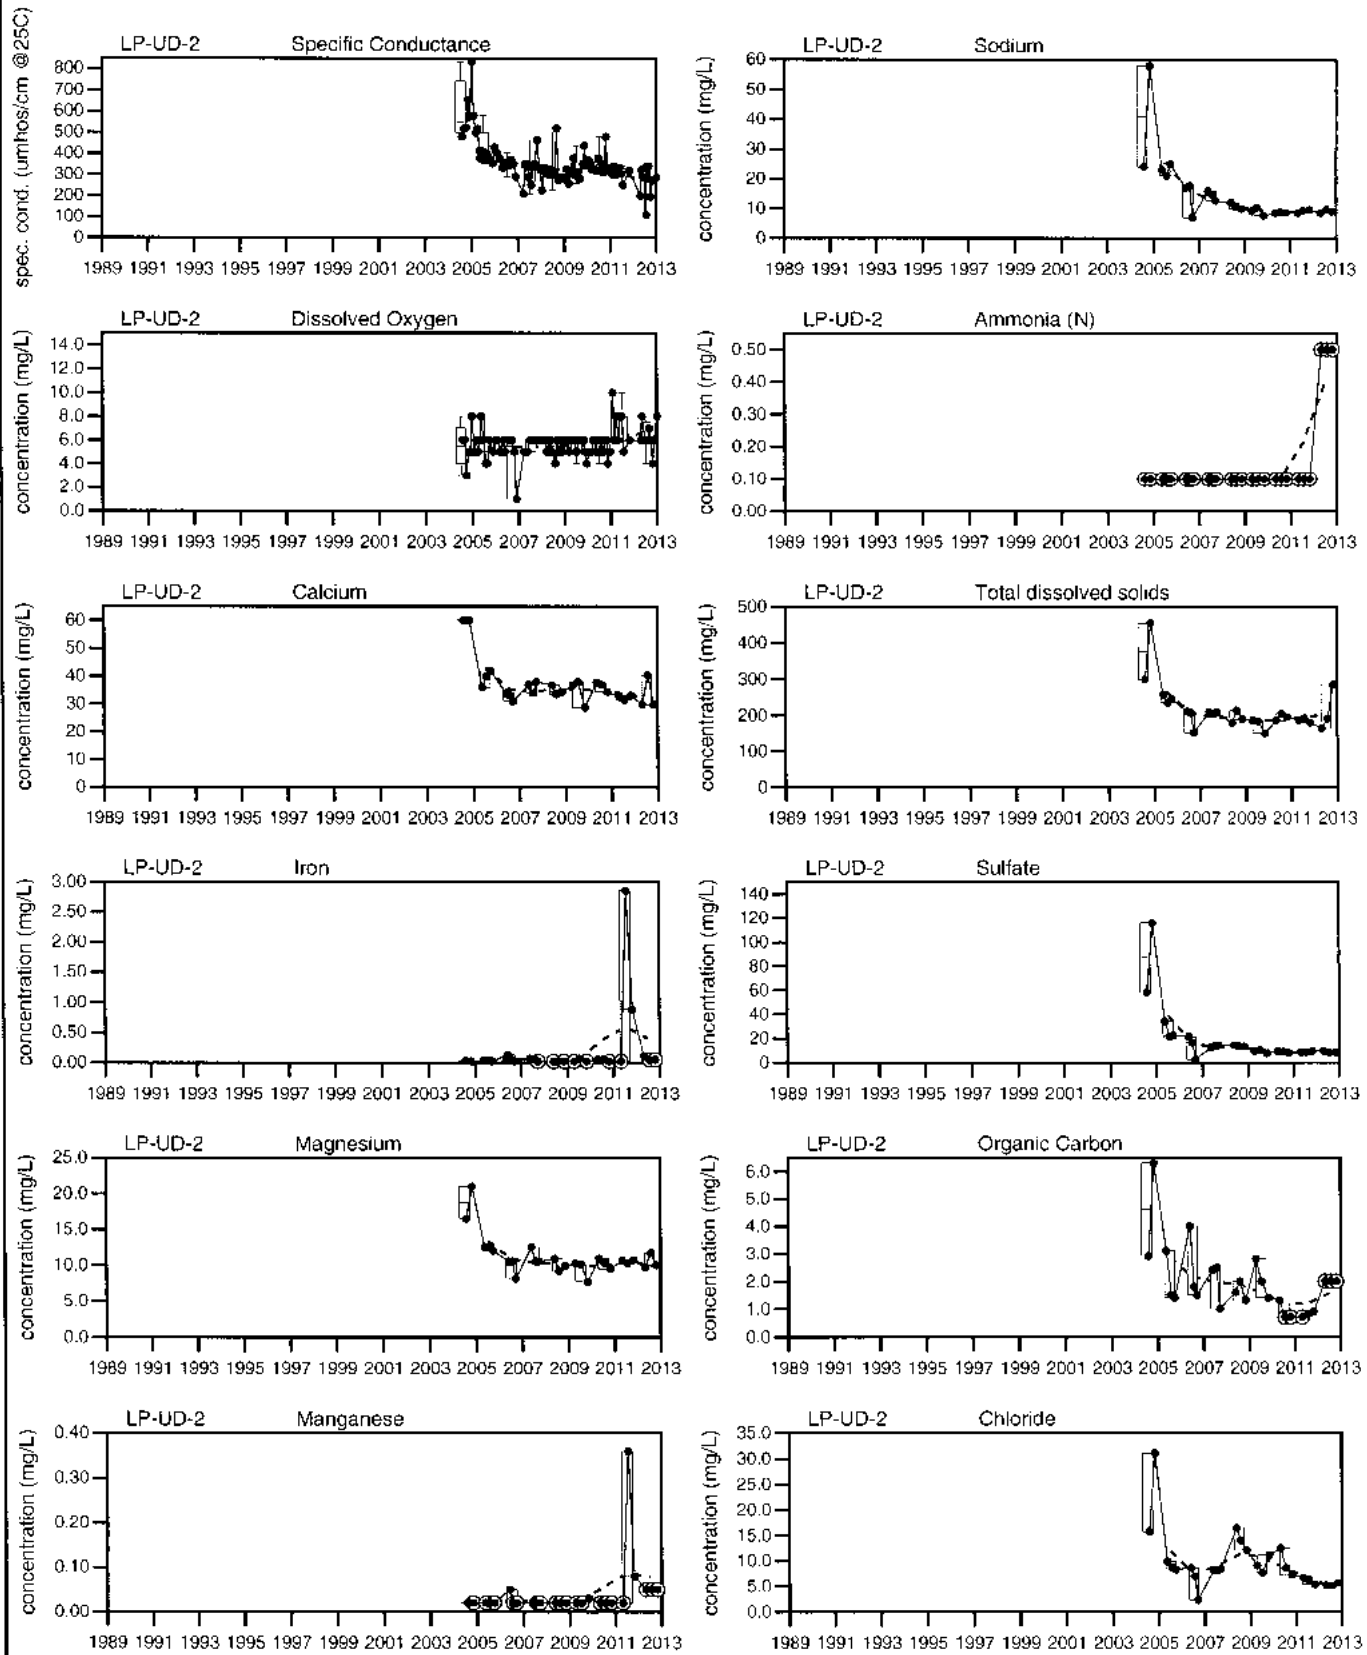 LP-UD-2 Specific Conductance
spec. cond. (umhos/cm @25C)
800
700
600
500
400
300
200
100
0
1989 1991 1993 1995 1997 1999 2001 2003 2005 2007 2009 2011 2013
LP-UD-2 Sodium
concentration (mg/L)
60
50
40
30
20
10
0
1989 1991 1993 1995 1997 1999 2001 2003 2005 2007 2009 2011 2013
LP-UD-2 Dissolved Oxygen
concentration (mg/L)
14.0
12.0
10.0
8.0
6.0
4.0
2.0
0.0
1989 1991 1993 1995 1997 1999 2001 2003 2005 2007 2009 2011 2013
LP-UD-2 Ammonia (N)
concentration (mg/L)
0.50
0.40
0.30
0.20
0.10
0.00
1989 1991 1993 1995 1997 1999 2001 2003 2005 2007 2009 2011 2013
LP-UD-2 Calcium
concentration (mg/L)
60
50
40
30
20
10
0
1989 1991 1993 1995 1997 1999 2001 2003 2005 2007 2009 2011 2013
LP-UD-2 Total dissolved solids
concentration (mg/L)
500
400
300
200
100
0
1989 1991 1993 1995 1997 1999 2001 2003 2005 2007 2009 2011 2013
LP-UD-2 Iron
concentration (mg/L)
3.00
2.50
2.00
1.50
1.00
0.50
0.00
1989 1991 1993 1995 1997 1999 2001 2003 2005 2007 2009 2011 2013
LP-UD-2 Sulfate
concentration (mg/L)
140
120
100
80
60
40
20
0
1989 1991 1993 1995 1997 1999 2001 2003 2005 2007 2009 2011 2013
LP-UD-2 Magnesium
concentration (mg/L)
25.0
20.0
15.0
10.0
5.0
0.0
1989 1991 1993 1995 1997 1999 2001 2003 2005 2007 2009 2011 2013
LP-UD-2 Organic Carbon
concentration (mg/L)
6.0
5.0
4.0
3.0
2.0
1.0
0.0
1989 1991 1993 1995 1997 1999 2001 2003 2005 2007 2009 2011 2013
LP-UD-2 Manganese
concentration (mg/L)
0.40
0.30
0.20
0.10
0.00
1989 1991 1993 1995 1997 1999 2001 2003 2005 2007 2009 2011 2013
LP-UD-2 Chloride
concentration (mg/L)
35.0
30.0
25.0
20.0
15.0
10.0
5.0
0.0
1989 1991 1993 1995 1997 1999 2001 2003 2005 2007 2009 2011 2013